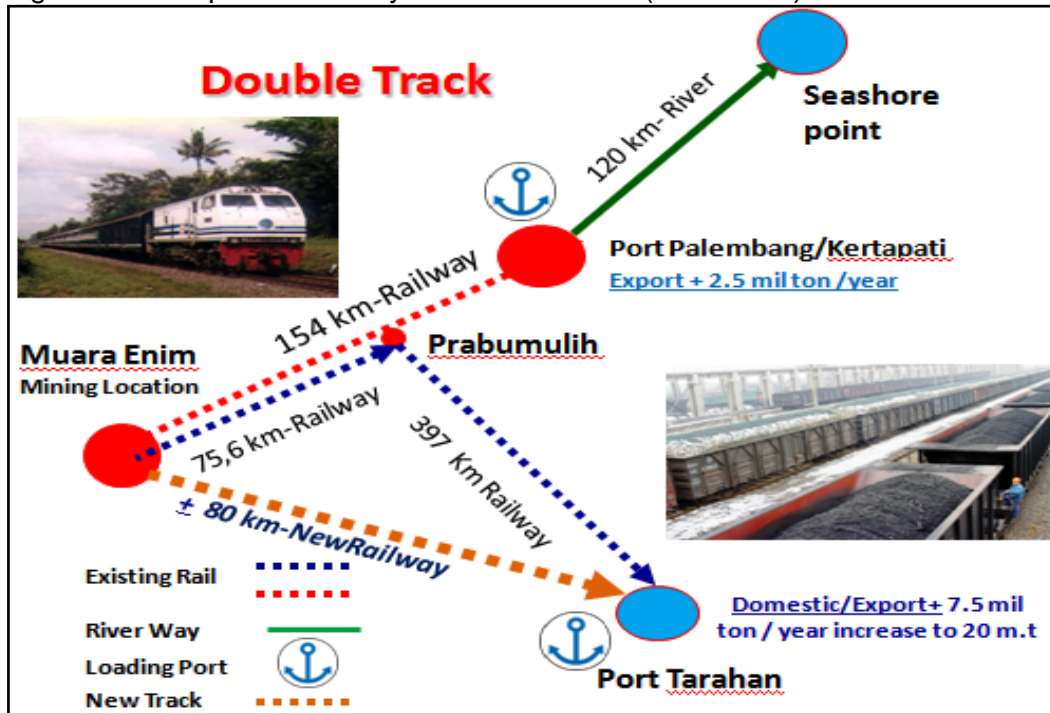 Double Track
Seashore
point
120 km- River
Port Palembang/Kertapati
Export + 2.5 mil ton /year
154 km-Railway
Prabumulih
Muara Enim
Mining Location
75,6 km-Railway
397 Km Railway
± 80 km-NewRailway
Existing Rail
River Way
Loading Port
New Track
Domestic/Export+ 7.5 mil
ton / year increase to 20 m.t
Port Tarahan